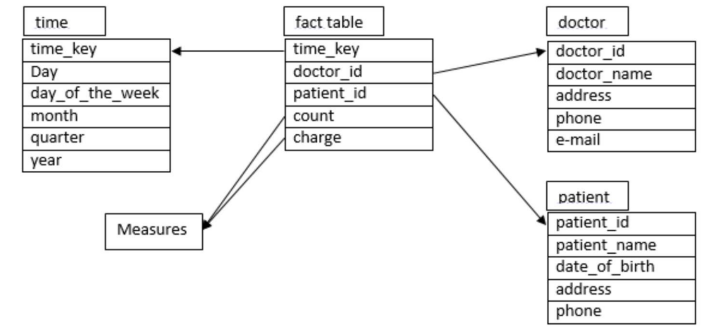 time
time_key
Day
day_of_the_week
month
quarter
year
fact table
time_key
doctor_id
patient_id
count
charge
Measures
doctor
doctor_id
doctor_name
address
phone
e-mail
patient
patient_id
patient_name
date_of_birth
address
phone